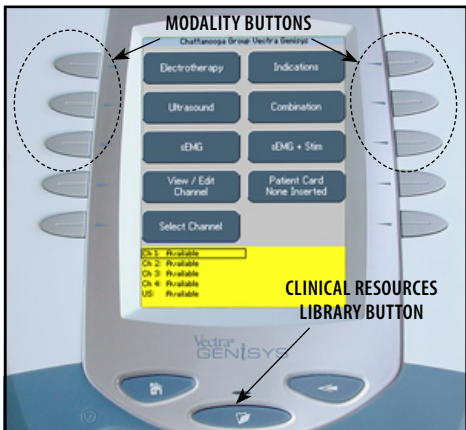 MODALITY BUTTONS
Chattanooga Group Vectra Genisys
Electrotherapy
Indications
Ultrasound
Combination
sEMG
sEMG + Stim
View / Edit
Channel
Patient Card
None Inserted
Select Channel
Ch 1: Available
Ch 2: Available
Ch 3: Available
Ch 4: Available
US: Available
CLINICAL RESOURCES
LIBRARY BUTTON
Vectra®
GENiSYS